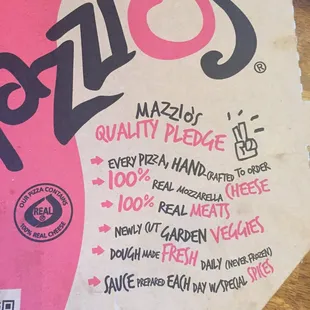 azzio's®
MAZZIO's
QUALITY PLEDGE
EVERY PIZZA, HAND CRAFTED TO ORDER
100% REAL MOZZARELLA CHEESE
100% REAL MEATS
NEWLY CUT GARDEN VEGGIES
DOUGH MADE FRESH DAILY (NEVER FROZEN)
SAUCE PREPARED EACH DAY W/SPECIAL SPICES
OUR PIZZA CONTAINS
REAL®
100% REAL CHEESE